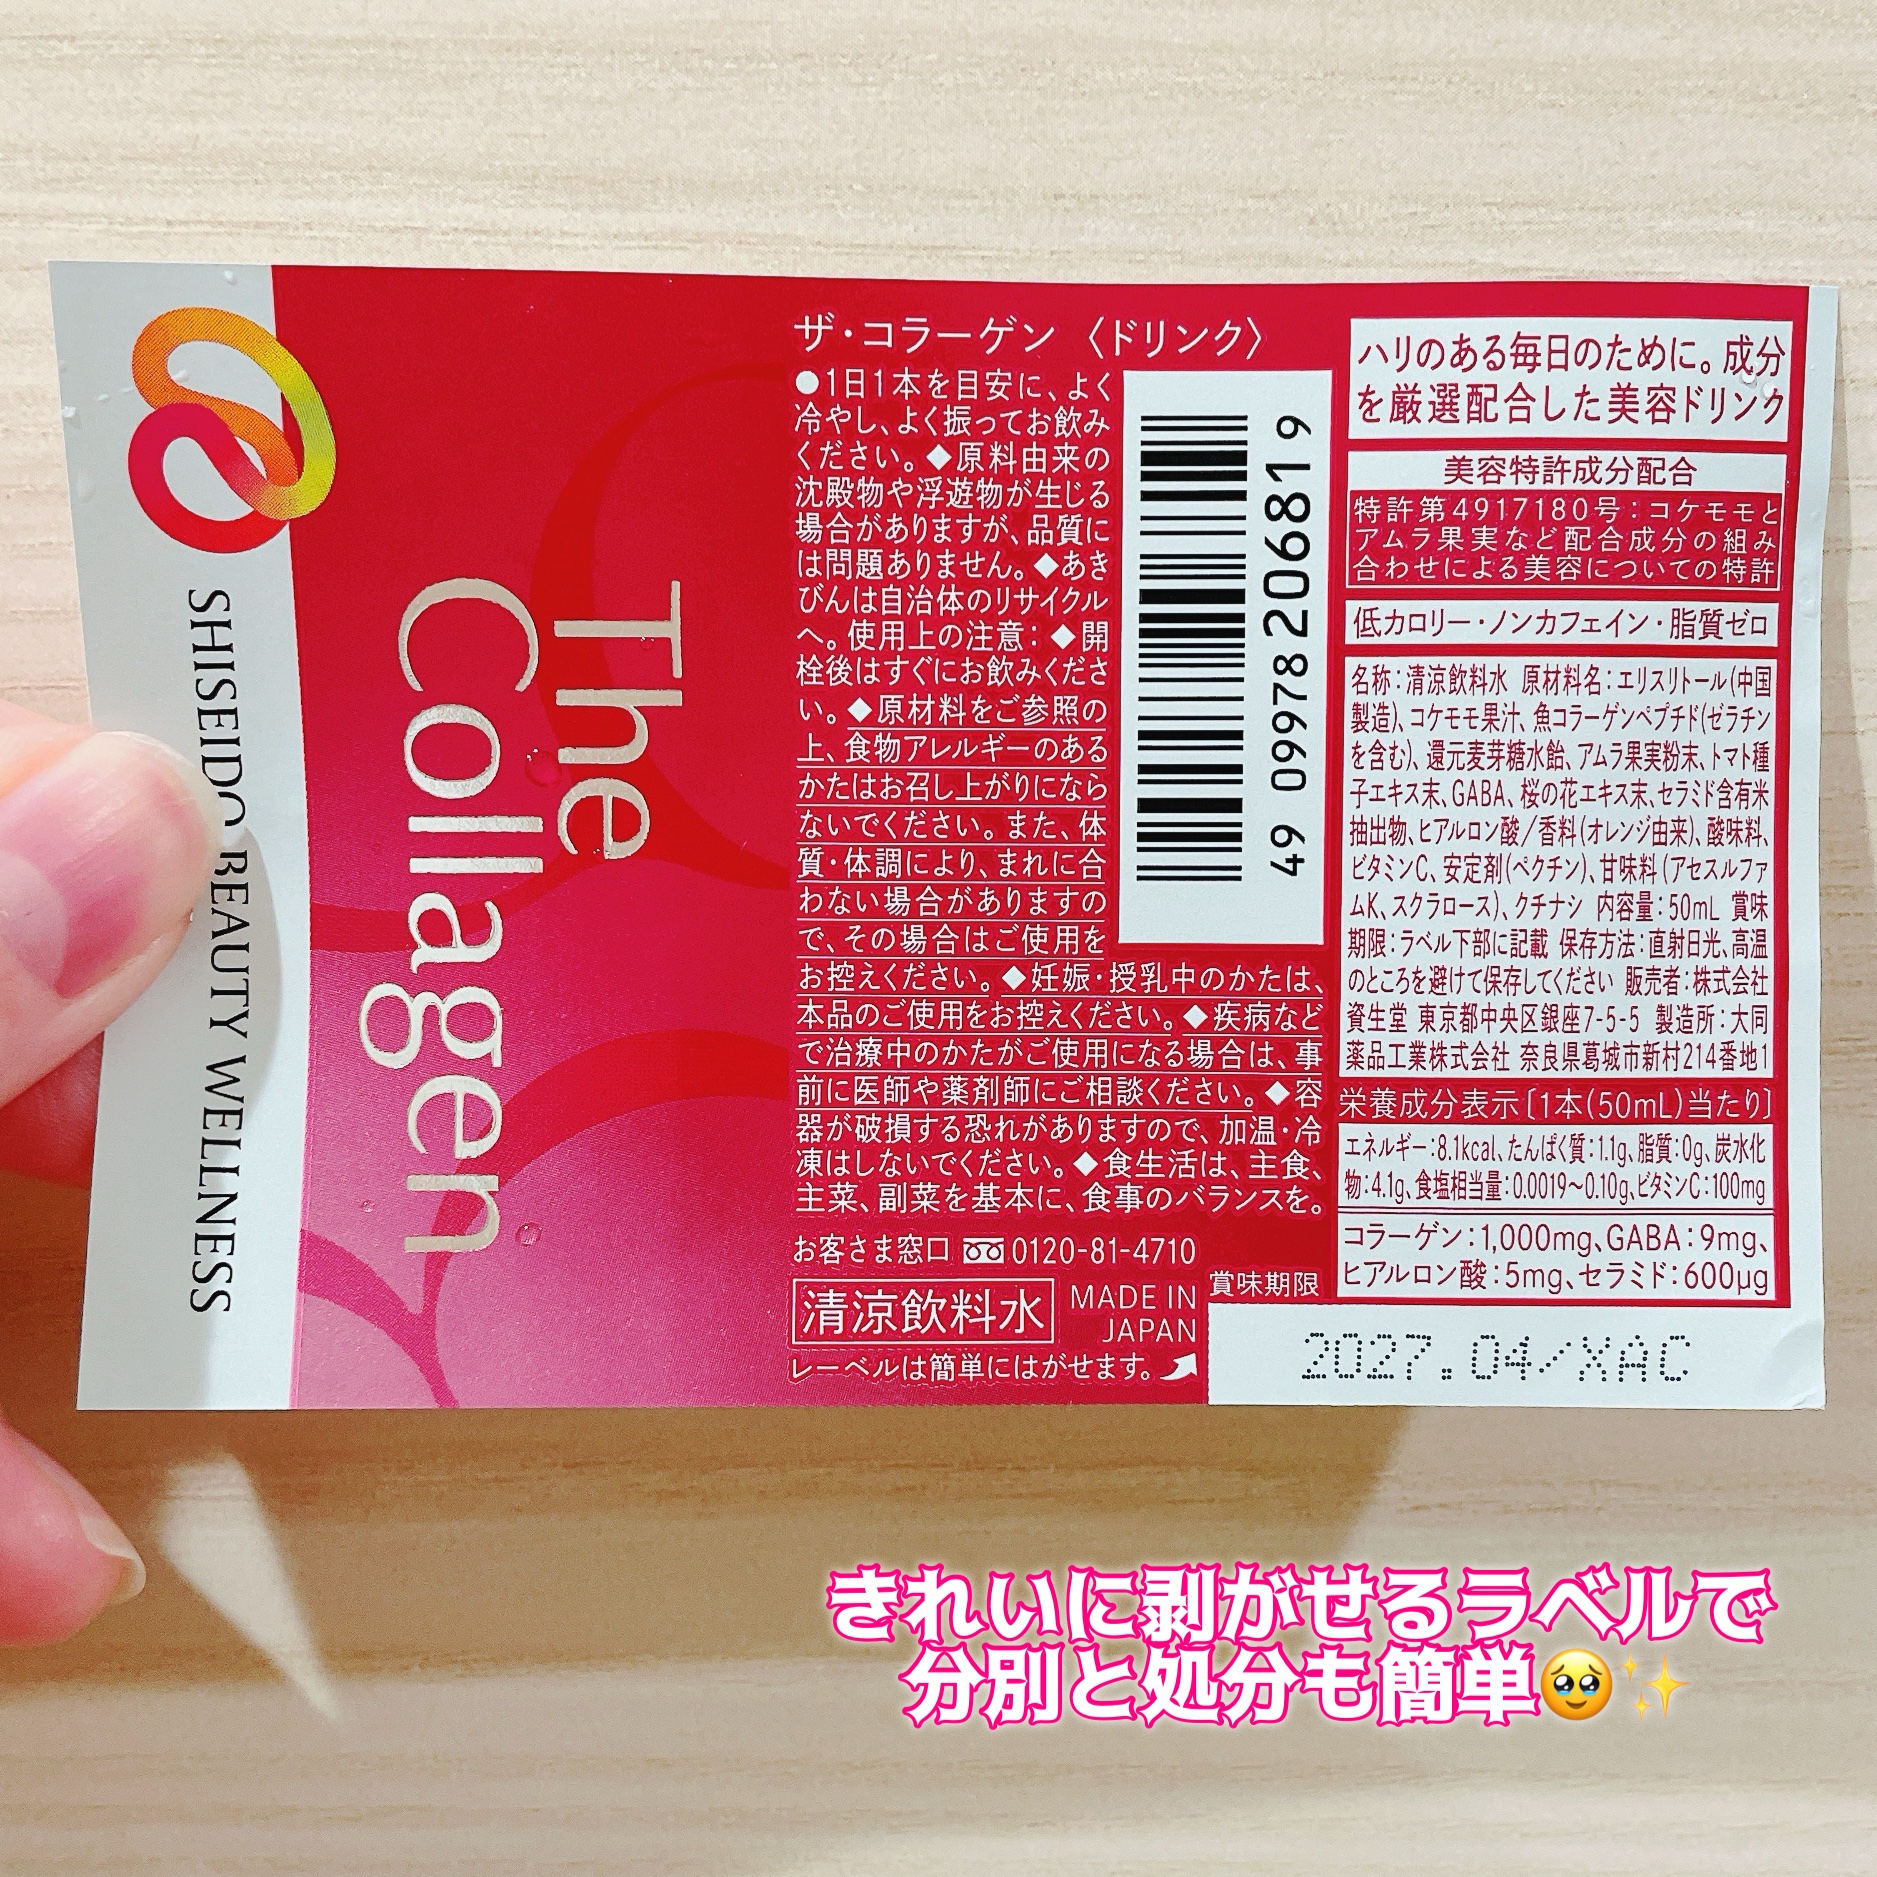 SHISEIDO BEAUTY WELLNESS
The
Collagen
ザ・コラーゲン〈ドリンク〉
●1日1本を目安に、よく
冷やし、よく振ってお飲み
ください。◆原料由来の
沈殿物や浮遊物が生じる
場合がありますが、品質に
は問題ありません。◆あき
びんは自治体のリサイクル
へ。使用上の注意：◆開
栓後はすぐにお飲みくださ
い。◆原材料をご参照の
上、食物アレルギーのある
かたはお召し上がりになら
ないでください。また、体
質・体調により、まれに合
わない場合がありますの
で、その場合はご使用を
お控えください。◆妊娠・授乳中のかたは、
本品のご使用をお控えください。◆疾病など
で治療中のかたがご使用になる場合は、事
前に医師や薬剤師にご相談ください。◆容
器が破損する恐れがありますので、加温・冷
凍はしないでください。◆食生活は、主食、
主菜、副菜を基本に、食事のバランスを。
お客さま窓口 0120-81-4710
清涼飲料水
MADE IN
JAPAN
レーベルは簡単にはがせます。
4909978206819
ハリのある毎日のために。成分
を厳選配合した美容ドリンク
美容特許成分配合
特許第4917180号：コケモモと
アムラ果実など配合成分の組み
合わせによる美容についての特許
低カロリー・ノンカフェイン・脂質ゼロ
名称：清涼飲料水 原材料名：エリスリトール(中国
製造)、コケモモ果汁、魚コラーゲンペプチド(ゼラチン
を含む)、還元麦芽糖水飴、アムラ果実粉末、トマト種
子エキス末、GABA、桜の花エキス末、セラミド含有米
抽出物、ヒアルロン酸／香料(オレンジ由来)、酸味料、
ビタミンC、安定剤(ペクチン)、甘味料(アセスルファ
ムK、スクラロース)、クチナシ 内容量：50mL 賞味
期限：ラベル下部に記載 保存方法：直射日光、高温
のところを避けて保存してください 販売者：株式会社
資生堂 東京都中央区銀座7-5-5 製造所：大同
薬品工業株式会社 奈良県葛城市新村214番地1
栄養成分表示〔1本(50mL)当たり〕
エネルギー：8.1kcal、たんぱく質：1.1g、脂質：0g、炭水化
物：4.1g、食塩相当量：0.0019～0.10g、ビタミンC：100mg
コラーゲン：1,000mg、GABA：9mg、
ヒアルロン酸：5mg、セラミド：600μg
賞味期限
2027.04/XAC
きれいに剥がせるラベルで
分別と処分も簡単🥹✨